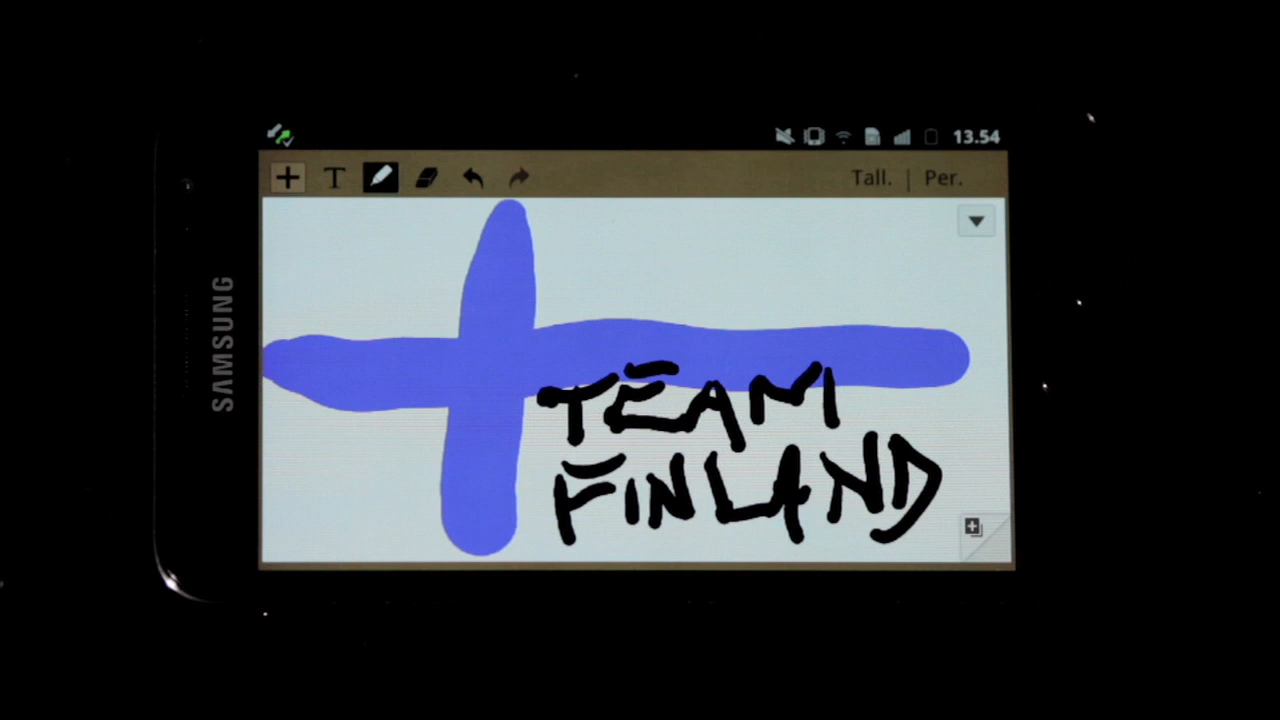 SAMSUNG
13.54
T
Tall. | Per.
TEAM
FINLAND